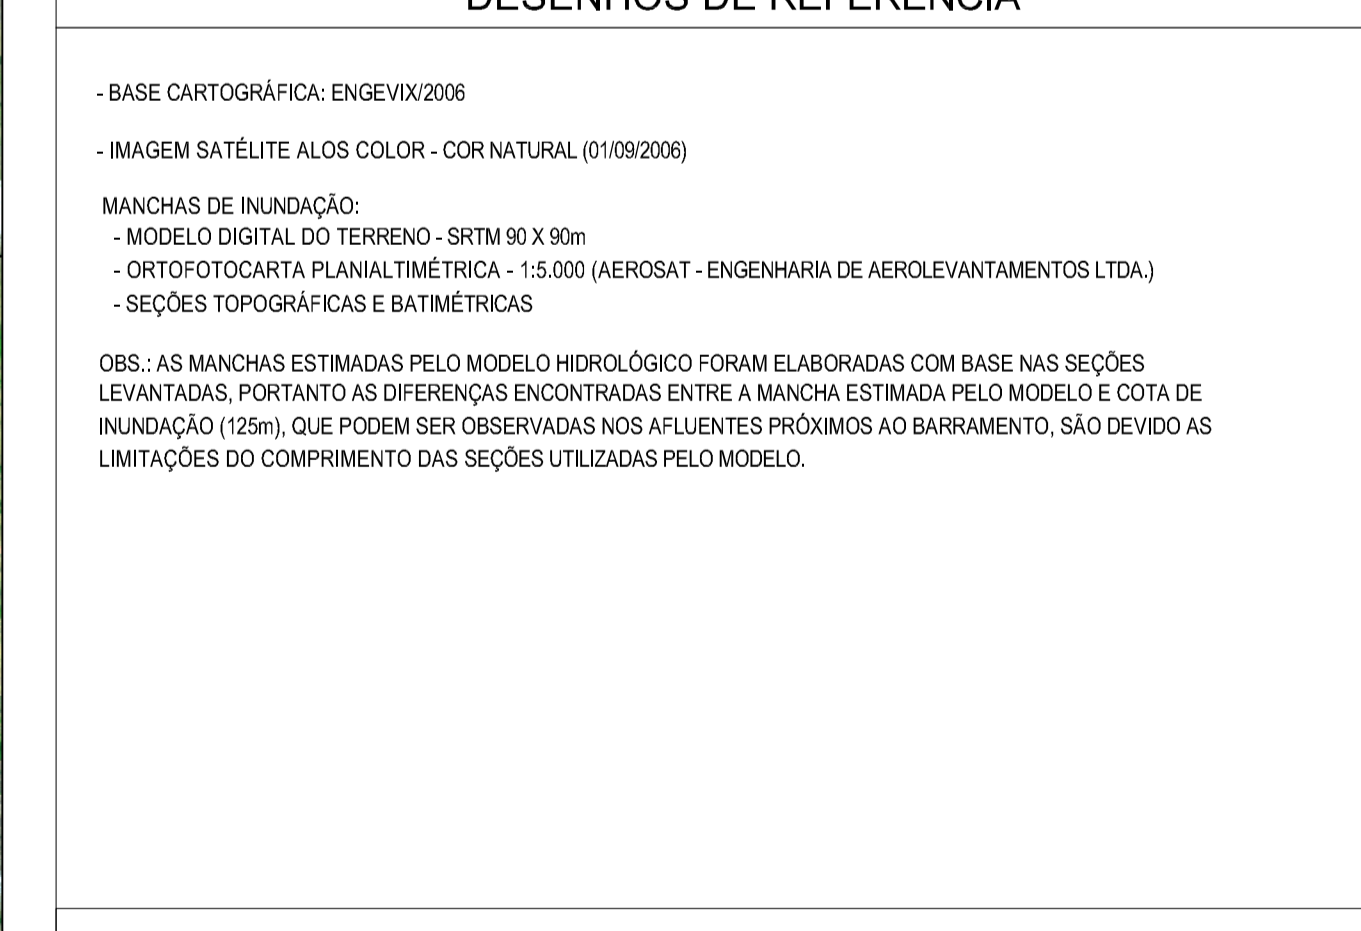 DESENHOS DE REFERÊNCIA
- BASE CARTOGRÁFICA: ENGEVIX/2006
- IMAGEM SATÉLITE ALOS COLOR - COR NATURAL (01/09/2006)
MANCHAS DE INUNDAÇÃO:
- MODELO DIGITAL DO TERRENO - SRTM 90 X 90m
- ORTOFOTOCARTA PLANIALTIMÉTRICA - 1:5.000 (AEROSAT - ENGENHARIA DE AEROLEVANTAMENTOS LTDA.)
- SEÇÕES TOPOGRÁFICAS E BATIMÉTRICAS
OBS.: AS MANCHAS ESTIMADAS PELO MODELO HIDROLÓGICO FORAM ELABORADAS COM BASE NAS SEÇÕES
LEVANTADAS, PORTANTO AS DIFERENÇAS ENCONTRADAS ENTRE A MANCHA ESTIMADA PELO MODELO E COTA DE
INUNDAÇÃO (125m), QUE PODEM SER OBSERVADAS NOS AFLUENTES PRÓXIMOS AO BARRAMENTO, SÃO DEVIDO AS
LIMITAÇÕES DO COMPRIMENTO DAS SEÇÕES UTILIZADAS PELO MODELO.